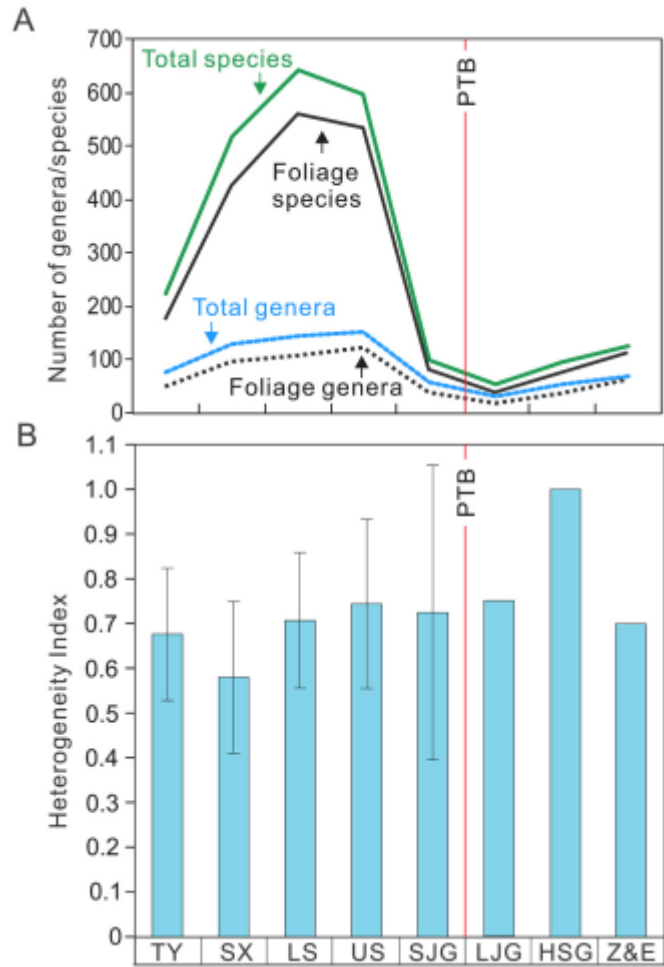 A
700
600
500
400
300
200
100
0
Number of genera/species
Total species
Foliage
species
Total genera
Foliage genera
PTB
B
1.1
1.0
0.9
0.8
0.7
0.6
0.5
0.4
0.3
0.2
0.1
0
Heterogeneity Index
PTB
TY SX LS US SJG LJG HSG Z&E